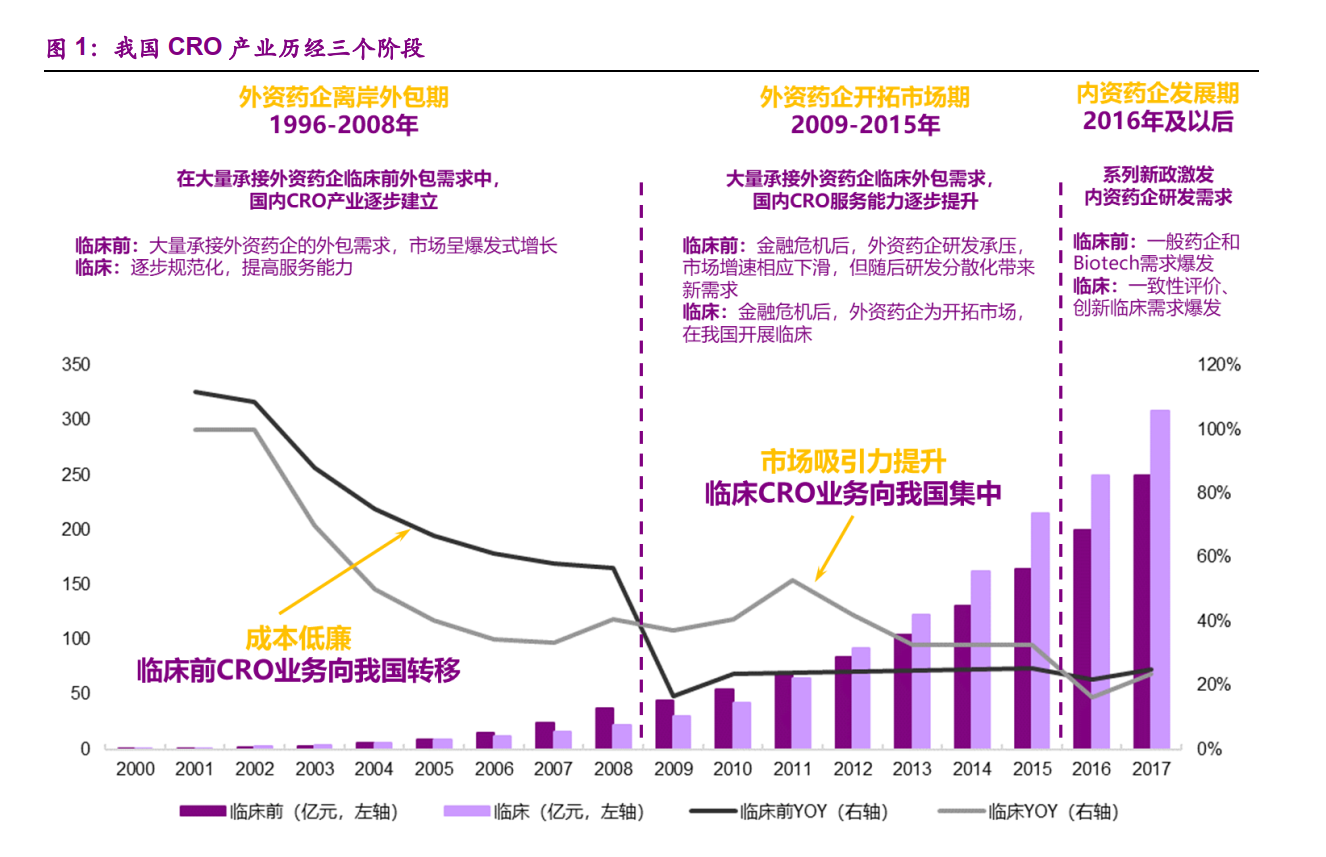 图 1：我国 CRO 产业历经三个阶段
外资药企离岸外包期
1996-2008年
在大量承接外资药企临床前外包需求中，
国内CRO产业逐步建立
临床前：大量承接外资药企的外包需求，市场呈爆发式增长
临床：逐步规范化，提高服务能力
外资药企开拓市场期
2009-2015年
大量承接外资药企临床外包需求，
国内CRO服务能力逐步提升
临床前：金融危机后，外资药企研发承压，
市场增速相应下滑，但随后研发分散化带来
新需求
临床：金融危机后，外资药企为开拓市场，
在我国开展临床
内资药企发展期
2016年及以后
系列新政激发
内资药企研发需求
临床前：一般药企和
Biotech需求爆发
临床：一致性评价、
创新临床需求爆发
350
300
250
200
150
100
50
0
成本低廉
临床前CRO业务向我国转移
市场吸引力提升
临床CRO业务向我国集中
120%
100%
80%
60%
40%
20%
0%
2000 2001 2002 2003 2004 2005 2006 2007 2008 2009 2010 2011 2012 2013 2014 2015 2016 2017
临床前（亿元，左轴） 临床（亿元，左轴） 临床前YOY（右轴） 临床YOY（右轴）